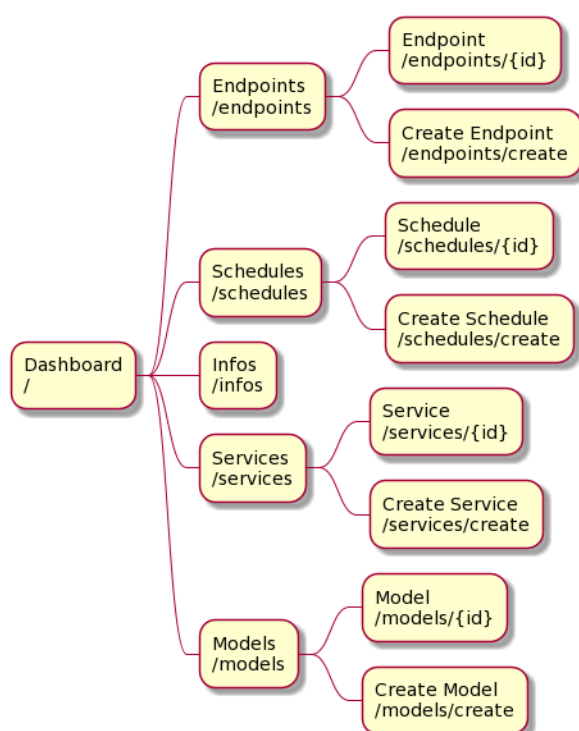 Dashboard
/
Endpoints
/endpoints
Endpoint
/endpoints/{id}
Create Endpoint
/endpoints/create
Schedules
/schedules
Schedule
/schedules/{id}
Create Schedule
/schedules/create
Infos
/infos
Services
/services
Service
/services/{id}
Create Service
/services/create
Models
/models
Model
/models/{id}
Create Model
/models/create